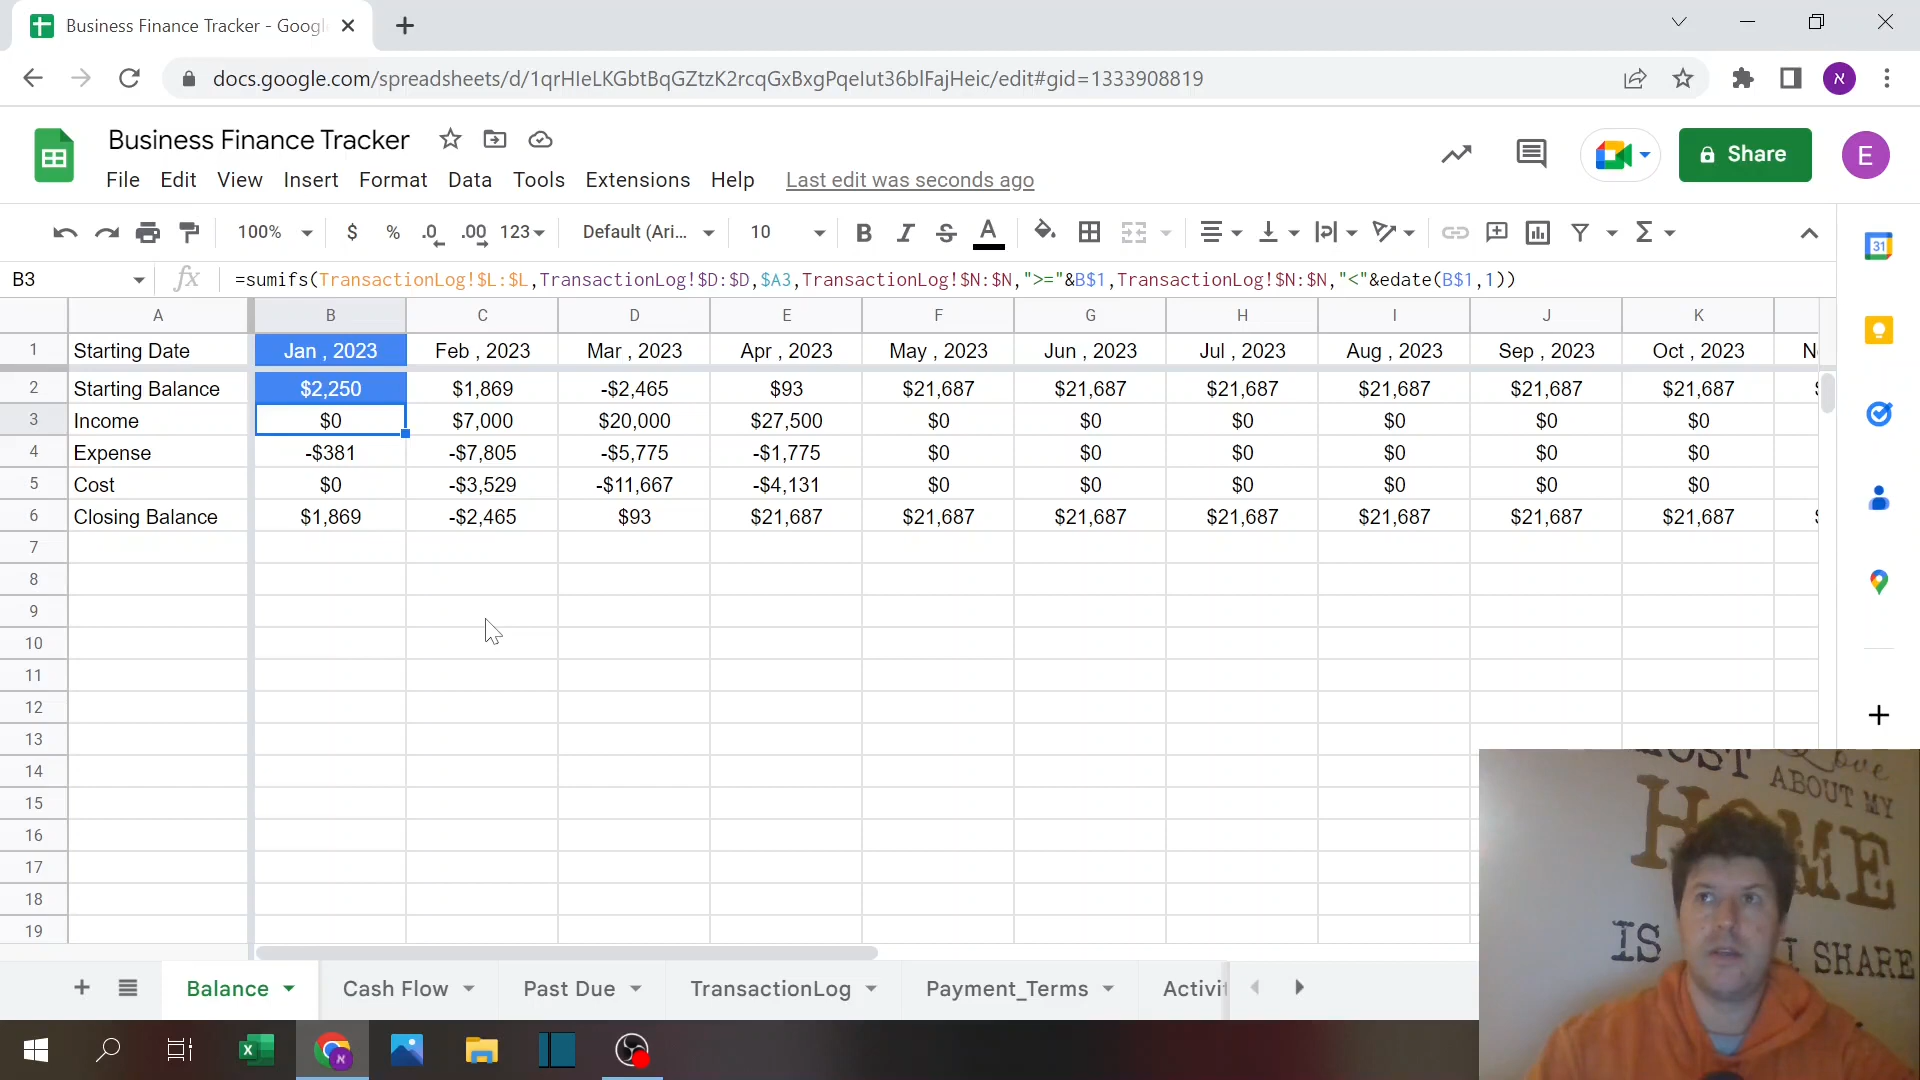 Business Finance Tracker - Googl
docs.google.com/spreadsheets/d/1qrHIeLKGbtBqGZtzK2rcqGxBxgPqeIut36blFajHeic/edit#gid=1333908819
א
Business Finance Tracker
File Edit View Insert Format Data Tools Extensions Help Last edit was seconds ago
Share
E
100% $ % .0 .00 123 Default (Ari... 10 B I S A Σ
31
B3 fx =sumifs(TransactionLog!$L:$L,TransactionLog!$D:$D,$A3,TransactionLog!$N:$N,">="&B$1,TransactionLog!$N:$N,"<"&edate(B$1,1))
A B C D E F G H I J K
1 Starting Date Jan , 2023 Feb , 2023 Mar , 2023 Apr , 2023 May , 2023 Jun , 2023 Jul , 2023 Aug , 2023 Sep , 2023 Oct , 2023 N
2 Starting Balance $2,250 $1,869 -$2,465 $93 $21,687 $21,687 $21,687 $21,687 $21,687 $21,687
3 Income $0 $7,000 $20,000 $27,500 $0 $0 $0 $0 $0 $0
4 Expense -$381 -$7,805 -$5,775 -$1,775 $0 $0 $0 $0 $0 $0
5 Cost $0 -$3,529 -$11,667 -$4,131 $0 $0 $0 $0 $0 $0
6 Closing Balance $1,869 -$2,465 $93 $21,687 $21,687 $21,687 $21,687 $21,687 $21,687 $21,687
7
8
9
10
11
12
13
14
15
16
17
18
19
MOST Love
ABOUT MY
HOME
IS I SHARE
Balance Cash Flow Past Due TransactionLog Payment_Terms Activi